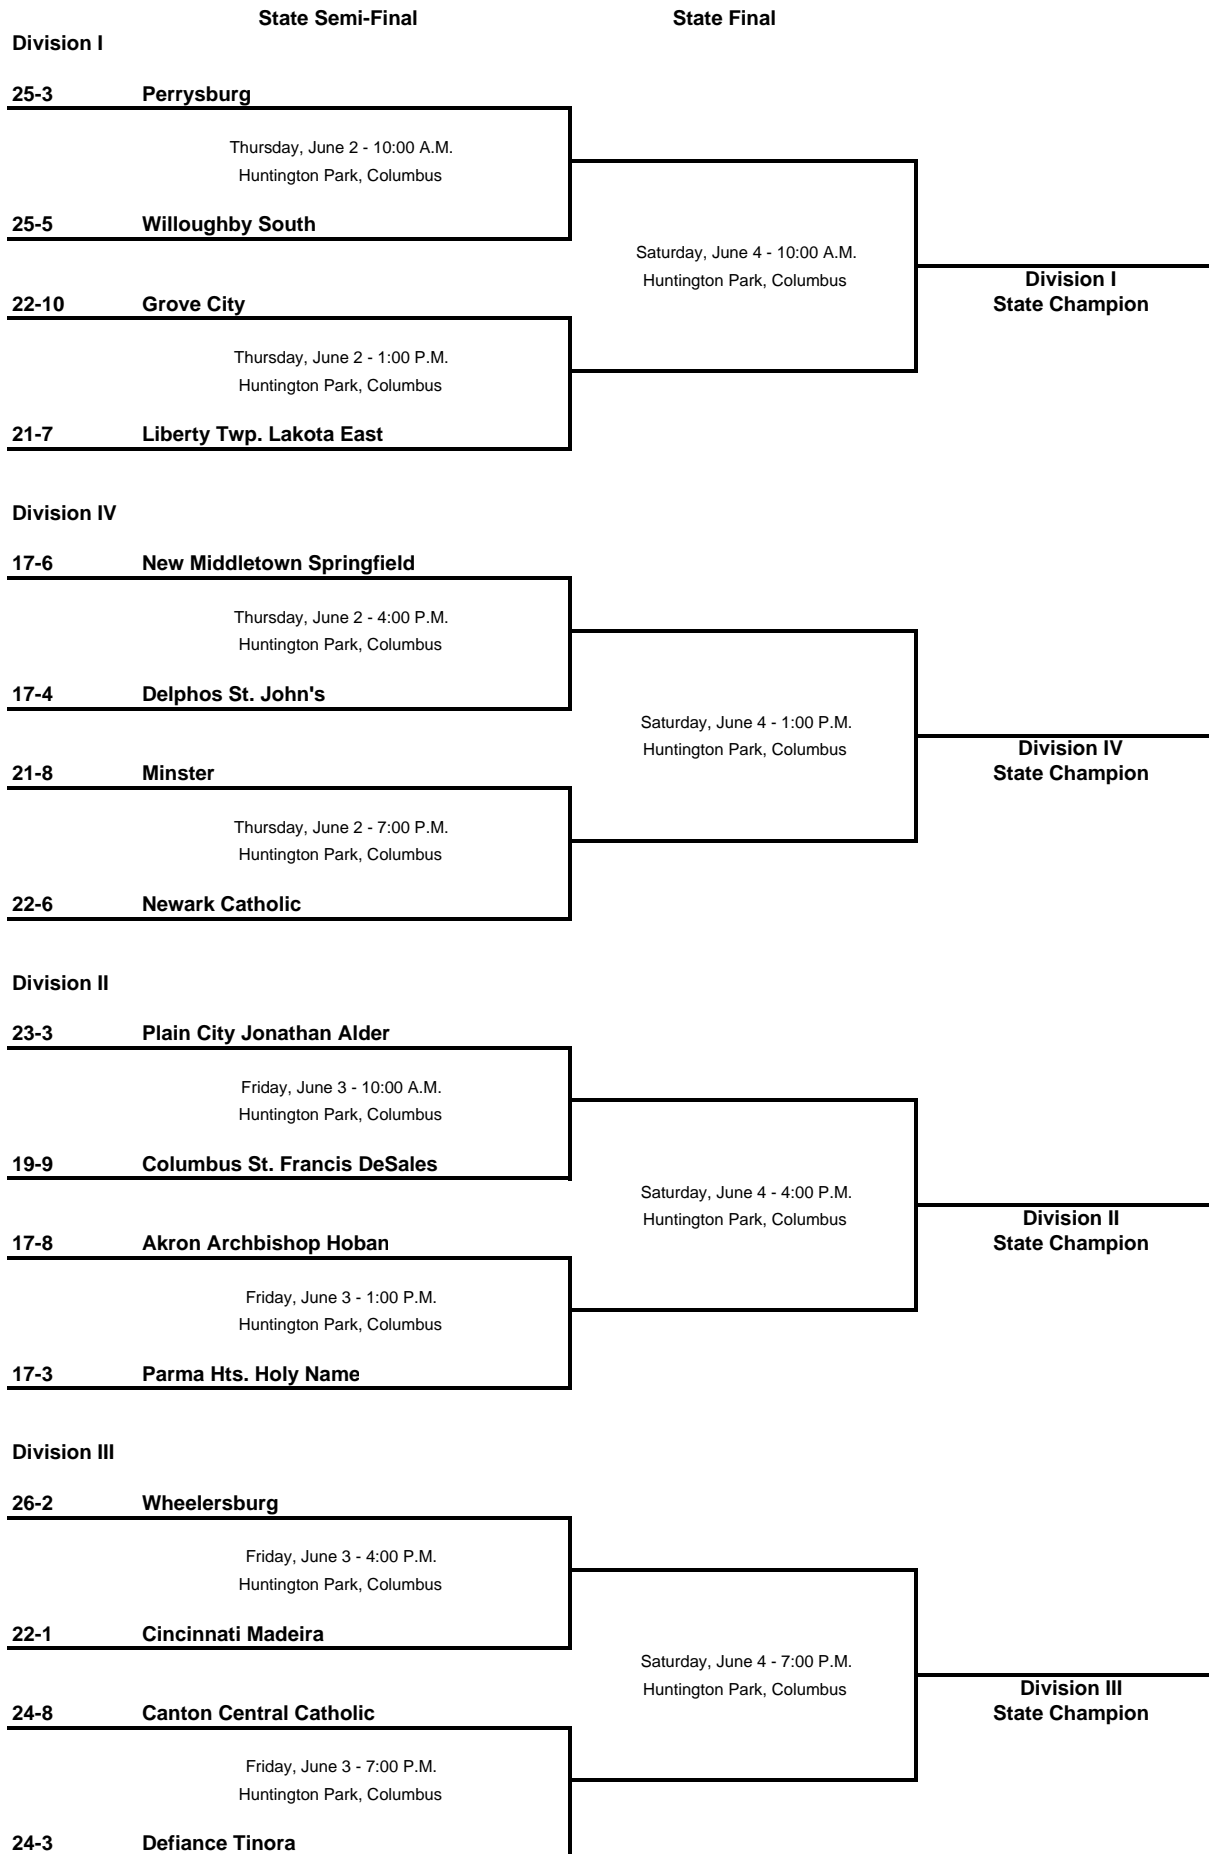 State Semi-Final State Final
Division I
25-3 Perrysburg
Thursday, June 2 - 10:00 A.M.
Huntington Park, Columbus
25-5 Willoughby South
Saturday, June 4 - 10:00 A.M.
Huntington Park, Columbus
Division I
State Champion
22-10 Grove City
Thursday, June 2 - 1:00 P.M.
Huntington Park, Columbus
21-7 Liberty Twp. Lakota East
Division IV
17-6 New Middletown Springfield
Thursday, June 2 - 4:00 P.M.
Huntington Park, Columbus
17-4 Delphos St. John's
Saturday, June 4 - 1:00 P.M.
Huntington Park, Columbus
Division IV
State Champion
21-8 Minster
Thursday, June 2 - 7:00 P.M.
Huntington Park, Columbus
22-6 Newark Catholic
Division II
23-3 Plain City Jonathan Alder
Friday, June 3 - 10:00 A.M.
Huntington Park, Columbus
19-9 Columbus St. Francis DeSales
Saturday, June 4 - 4:00 P.M.
Huntington Park, Columbus
Division II
State Champion
17-8 Akron Archbishop Hoban
Friday, June 3 - 1:00 P.M.
Huntington Park, Columbus
17-3 Parma Hts. Holy Name
Division III
26-2 Wheelersburg
Friday, June 3 - 4:00 P.M.
Huntington Park, Columbus
22-1 Cincinnati Madeira
Saturday, June 4 - 7:00 P.M.
Huntington Park, Columbus
Division III
State Champion
24-8 Canton Central Catholic
Friday, June 3 - 7:00 P.M.
Huntington Park, Columbus
24-3 Defiance Tinora